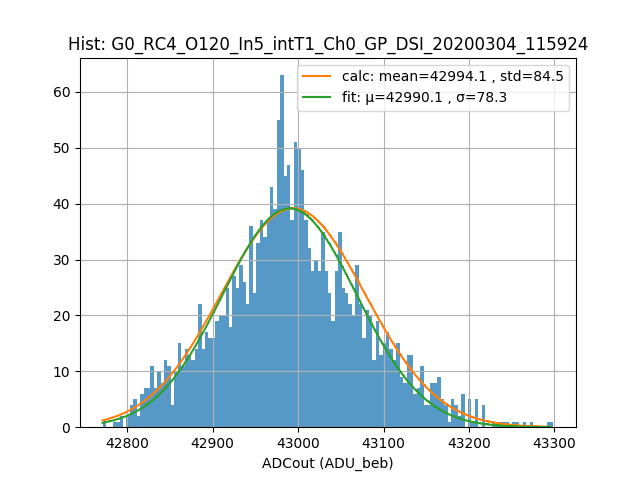 Hist: G0_RC4_O120_In5_intT1_Ch0_GP_DSI_20200304_115924
calc: mean=42994.1 , std=84.5
fit: μ=42990.1 , σ=78.3
60
50
40
30
20
10
0
42800 42900 43000 43100 43200 43300
ADCout (ADU_beb)